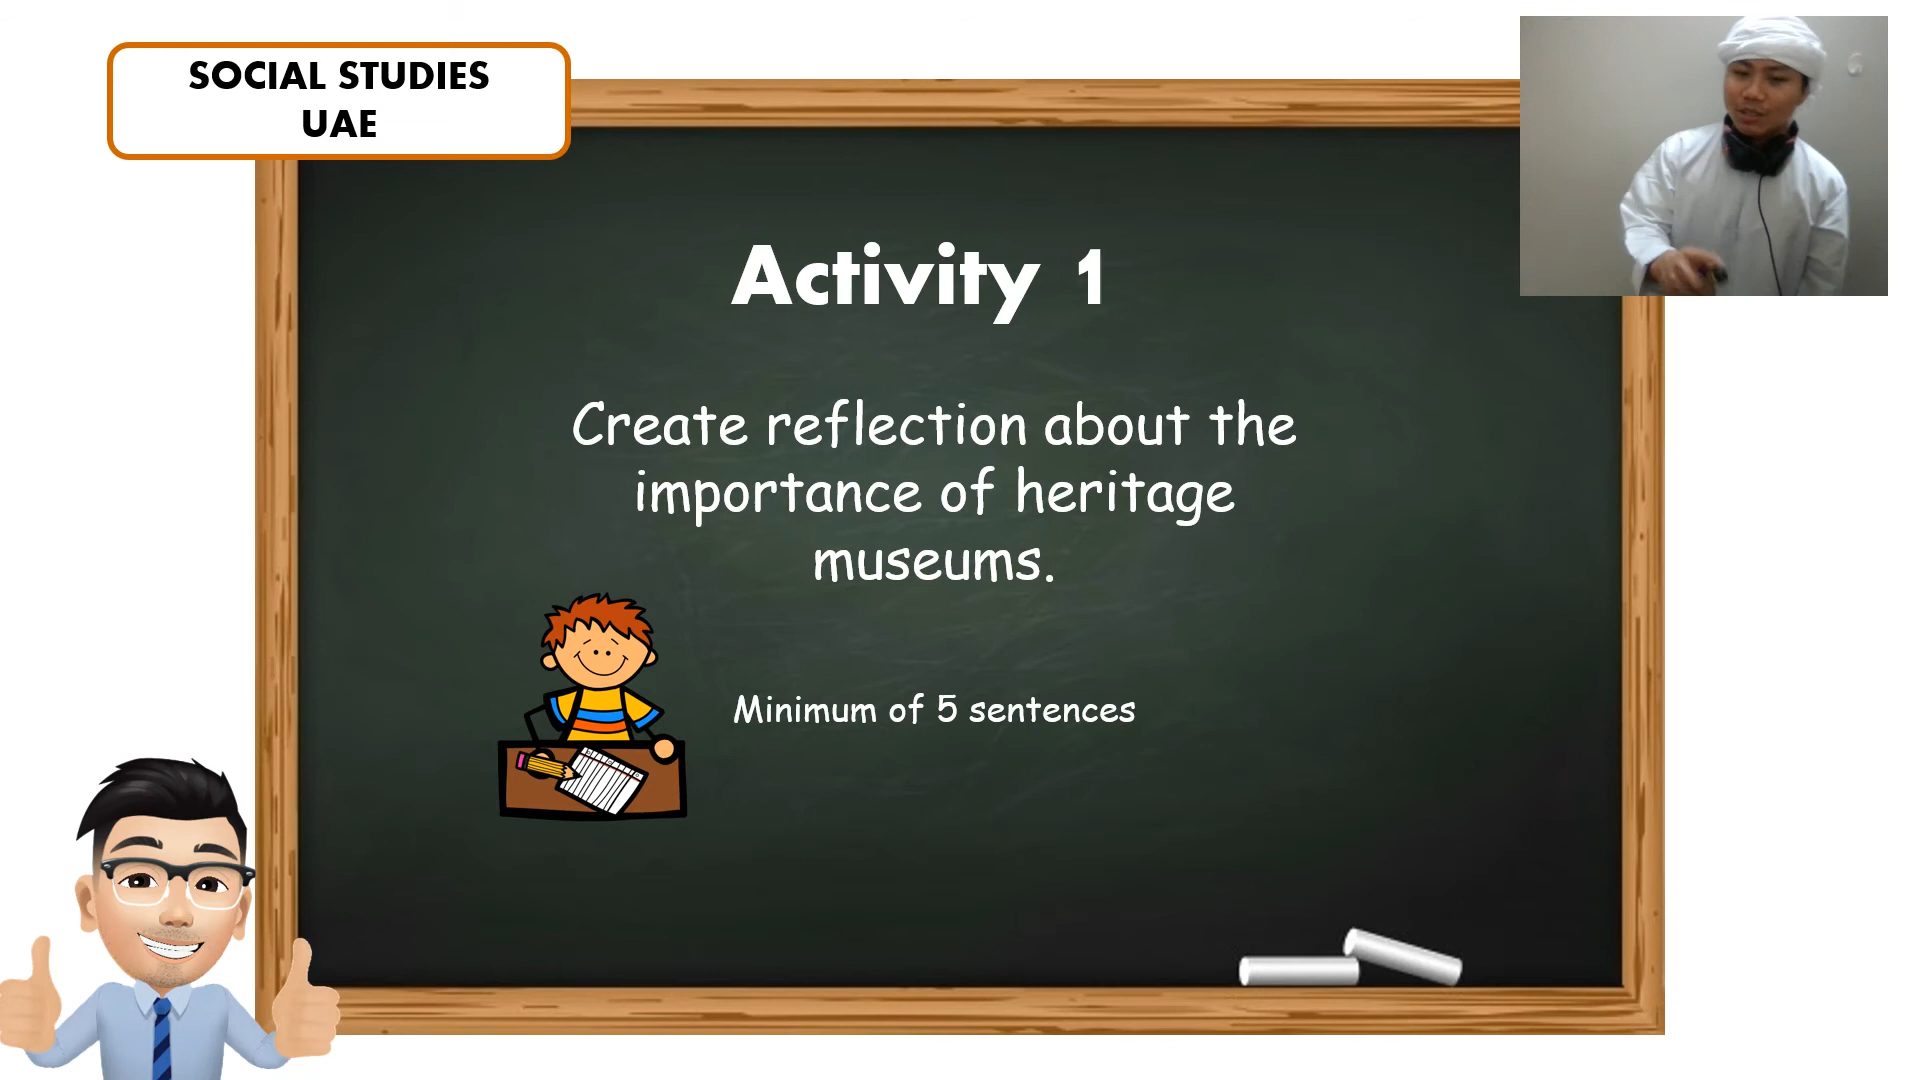 SOCIAL STUDIES
UAE
Activity 1
Create reflection about the
importance of heritage
museums.
Minimum of 5 sentences